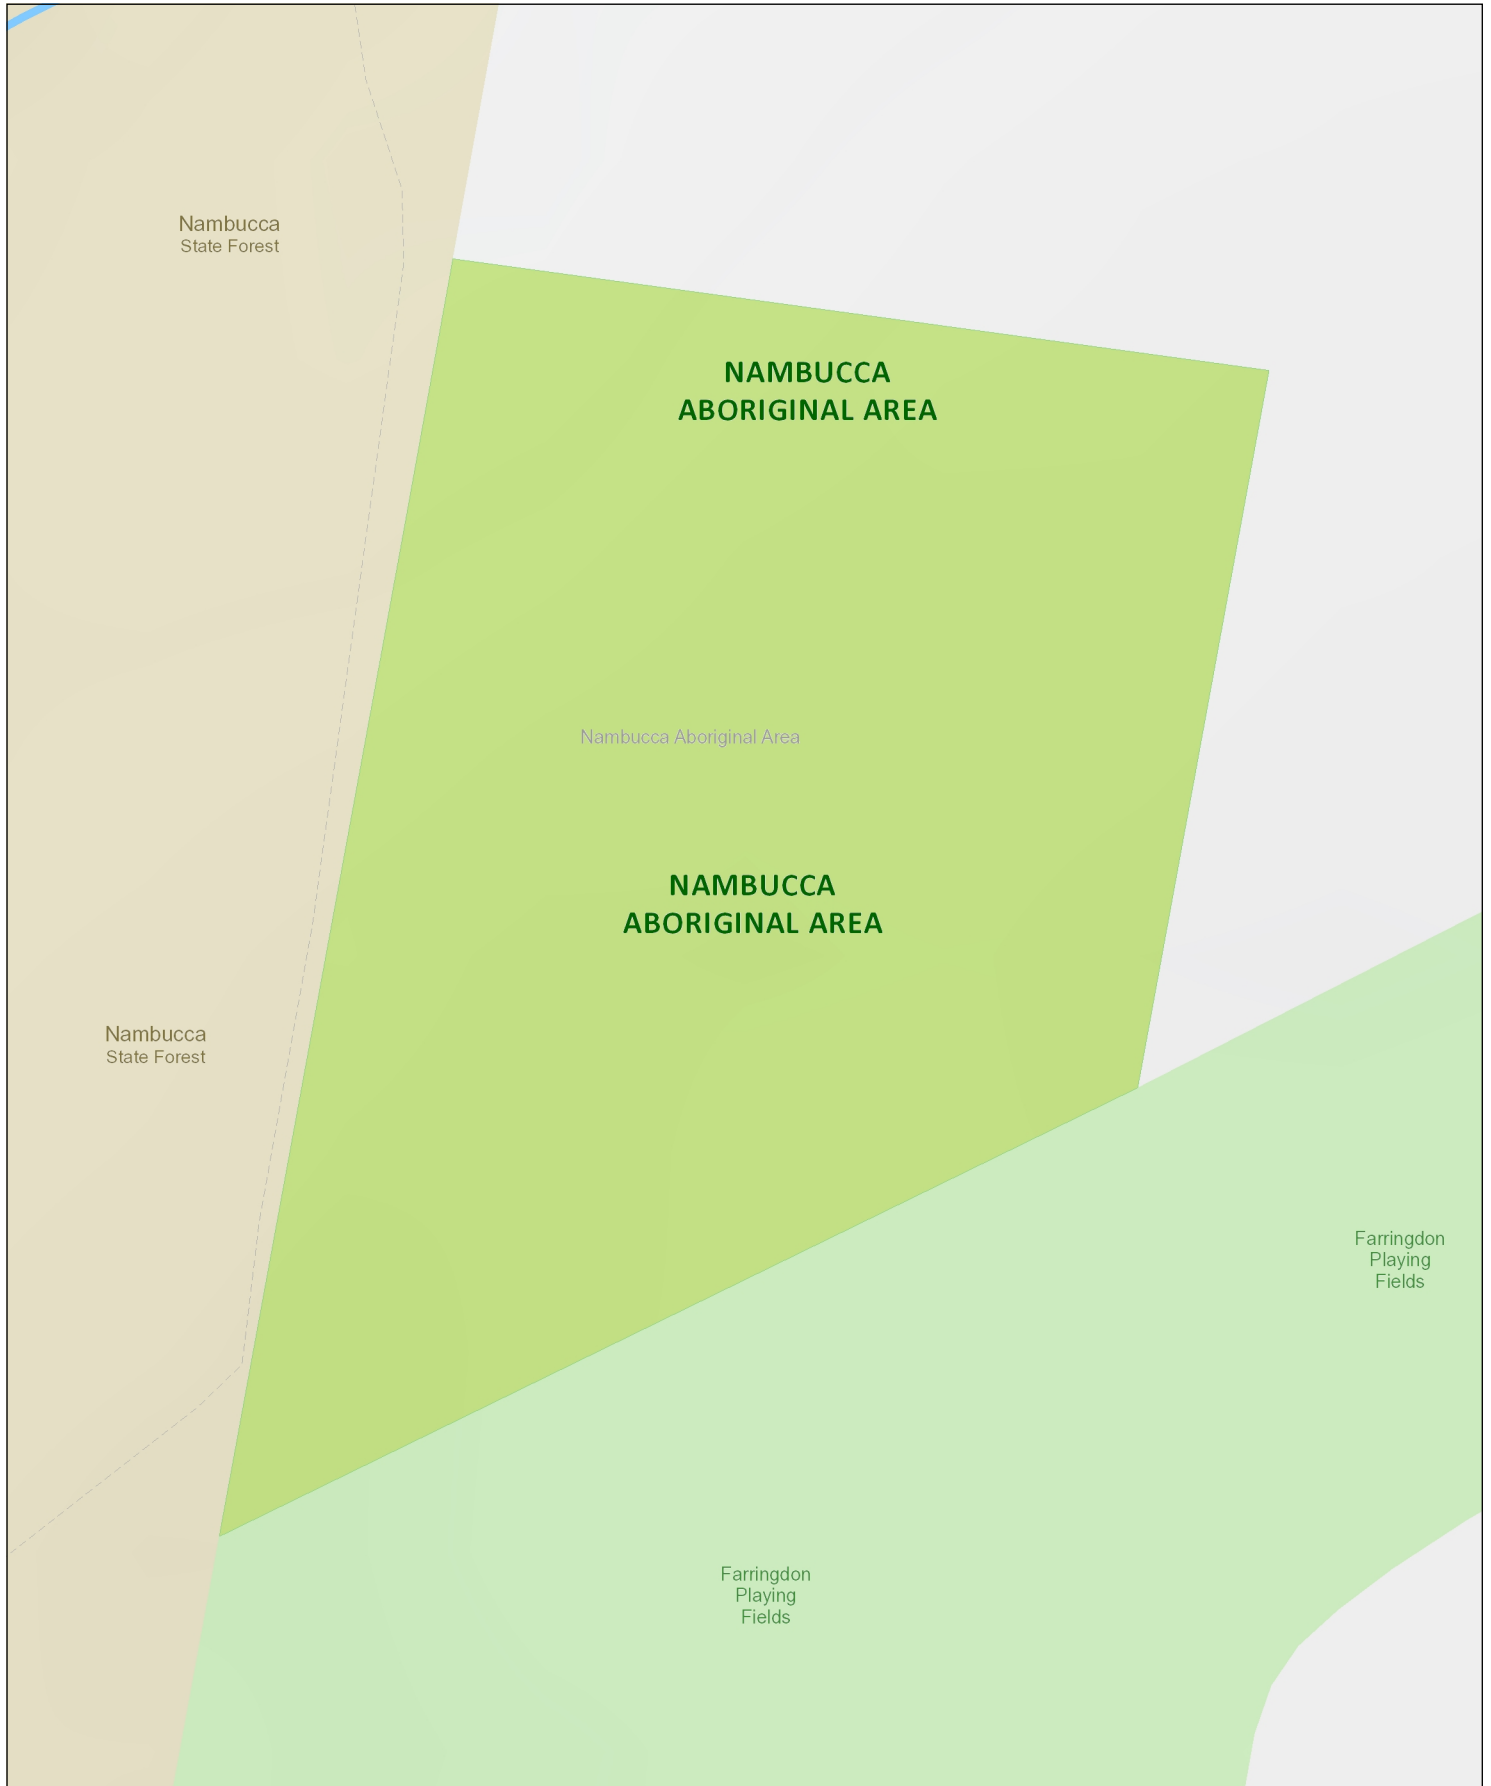 Nambucca
State Forest
NAMBUCCA
ABORIGINAL AREA
Nambucca Aboriginal Area
NAMBUCCA
ABORIGINAL AREA
Nambucca
State Forest
Farringdon
Playing
Fields
Farringdon
Playing
Fields